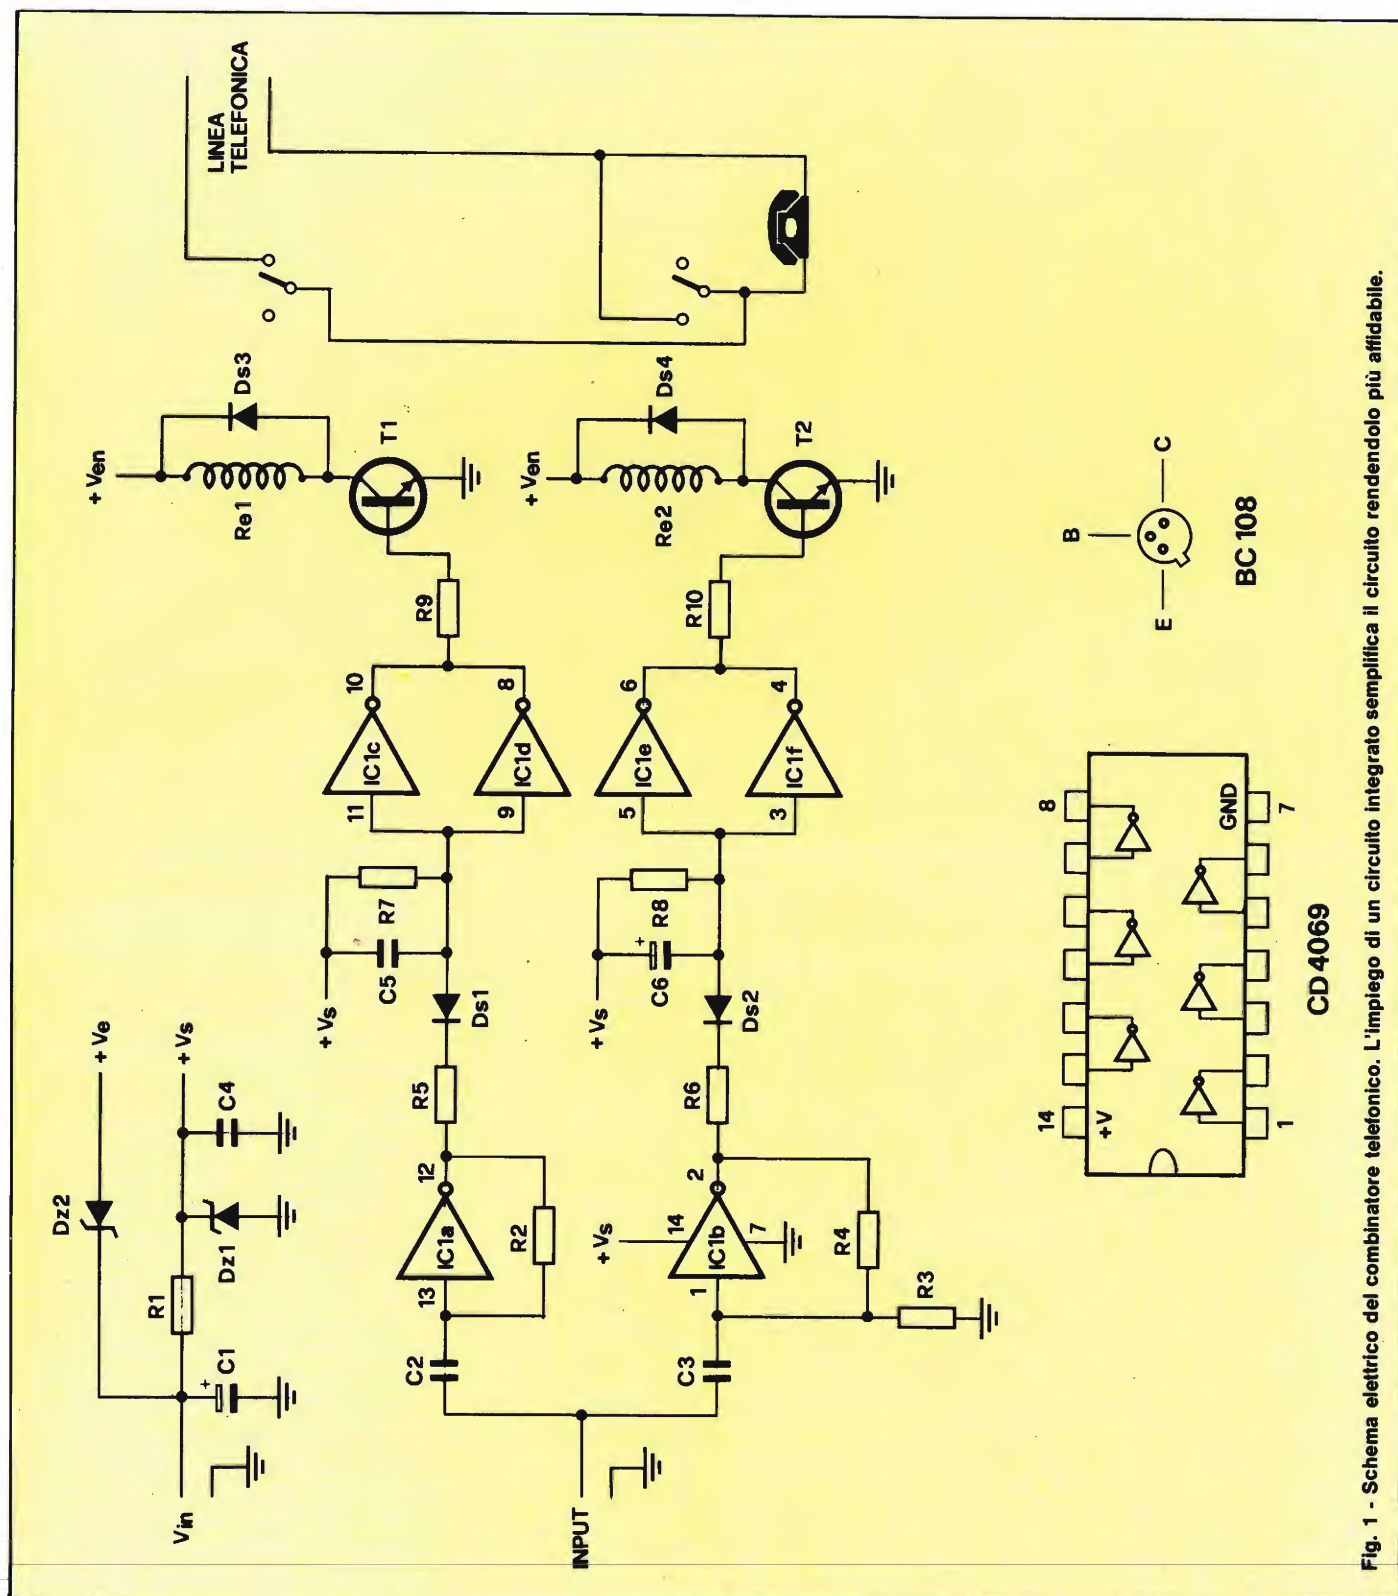 Vin
C1
+
R1
Dz2
Dz1
C4
+ Ve
+ Vs
INPUT
C2
13
IC1a
12
R2
R5
Ds1
+ Vs
C5
R7
11
IC1c
10
9
IC1d
8
R9
+ Ven
Re1
Ds3
T1
C3
1
IC1b
2
14
+ Vs
7
R4
R3
R6
Ds2
+ Vs
C6
+
R8
5
IC1e
6
3
IC1f
4
R10
+ Ven
Re2
Ds4
T2
LINEA
TELEFONICA
14
+V
8
GND
1
7
CD4069
E
B
C
BC 108
Fig. 1 - Schema elettrico del combinatore telefonico. L'impiego di un circuito integrato semplifica il circuito rendendolo più affidabile.